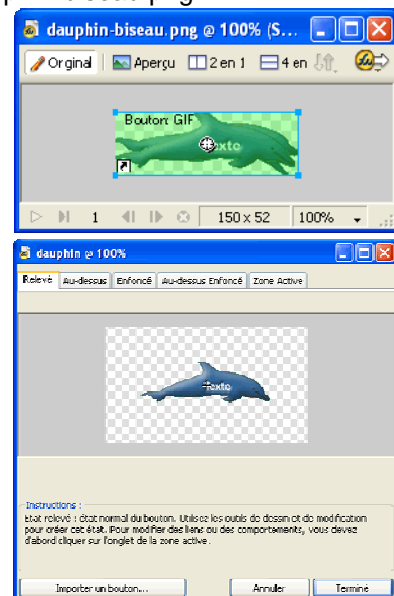 dauphin-biseau.png @ 100% (S...
Orginal Aperçu 2 en 1 4 en
Bouton: GIF
Texte
1 150 x 52 100%
dauphin @ 100%
Relevé Au-dessus Enfoncé Au-dessus Enfoncé Zone Active
Texte
Instructions :
Etat relevé : état normal du bouton. Utilisez les outils de dessin et de modification
pour créer cet état. Pour modifier des liens ou des comportements, vous devez
d'abord cliquer sur l'onglet de la zone active.
Importer un bouton... Annuler Terminé